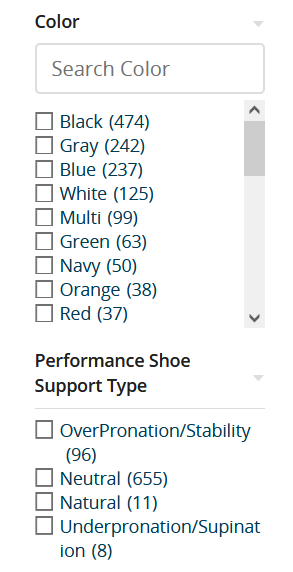 Color
Search Color
Black (474)
Gray (242)
Blue (237)
White (125)
Multi (99)
Green (63)
Navy (50)
Orange (38)
Red (37)
Performance Shoe
Support Type
OverPronation/Stability
(96)
Neutral (655)
Natural (11)
Underpronation/Supinat
ion (8)